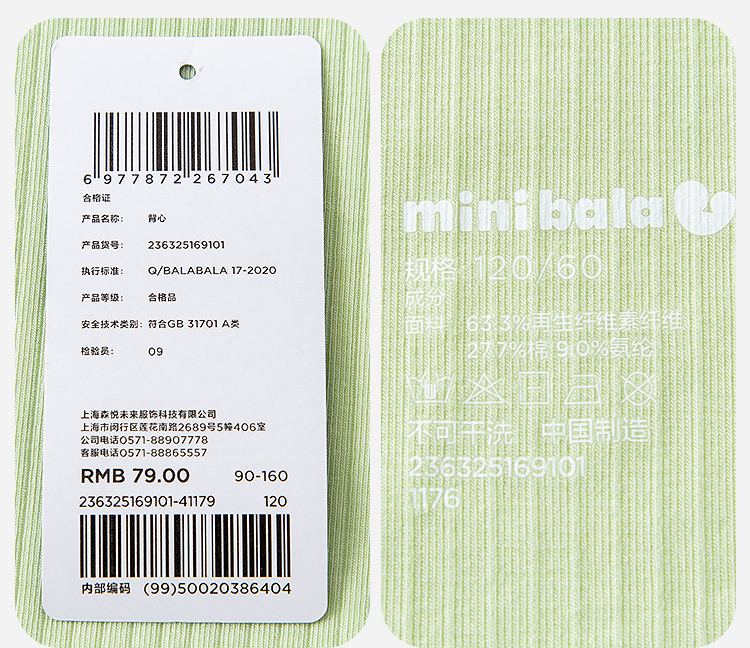 6 977872 267043
合格证
产品名称: 背心
产品货号: 236325169101
执行标准: Q/BALABALA 17-2020
产品等级: 合格品
安全技术类别: 符合GB 31701 A类
检验员: 09
上海森悦未来服饰科技有限公司
上海市闵行区莲花南路2689号5幢406室
公司电话0571-88907778
客服电话0571-88865557
RMB 79.00 90-160
236325169101-41179 120
内部编码 (99)50020386404
minibala
规格: 120/60
成分
面料: 63.3%再生纤维素纤维
27.7%棉 9.0%氨纶
不可干洗 中国制造
236325169101
1176